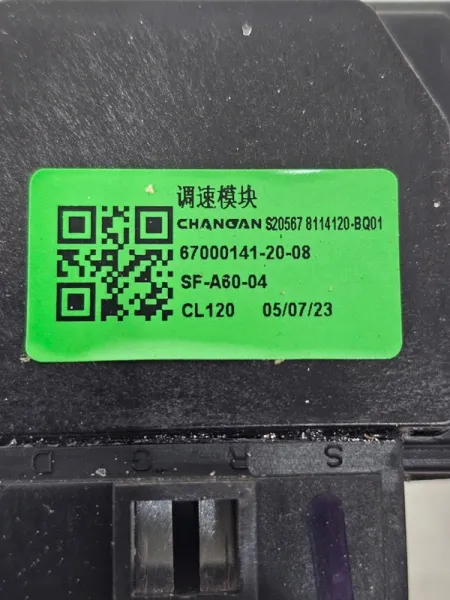 调速模块
CHANGAN S20567 8114120-BQ01
67000141-20-08
SF-A60-04
CL120 05/07/23
D G R S